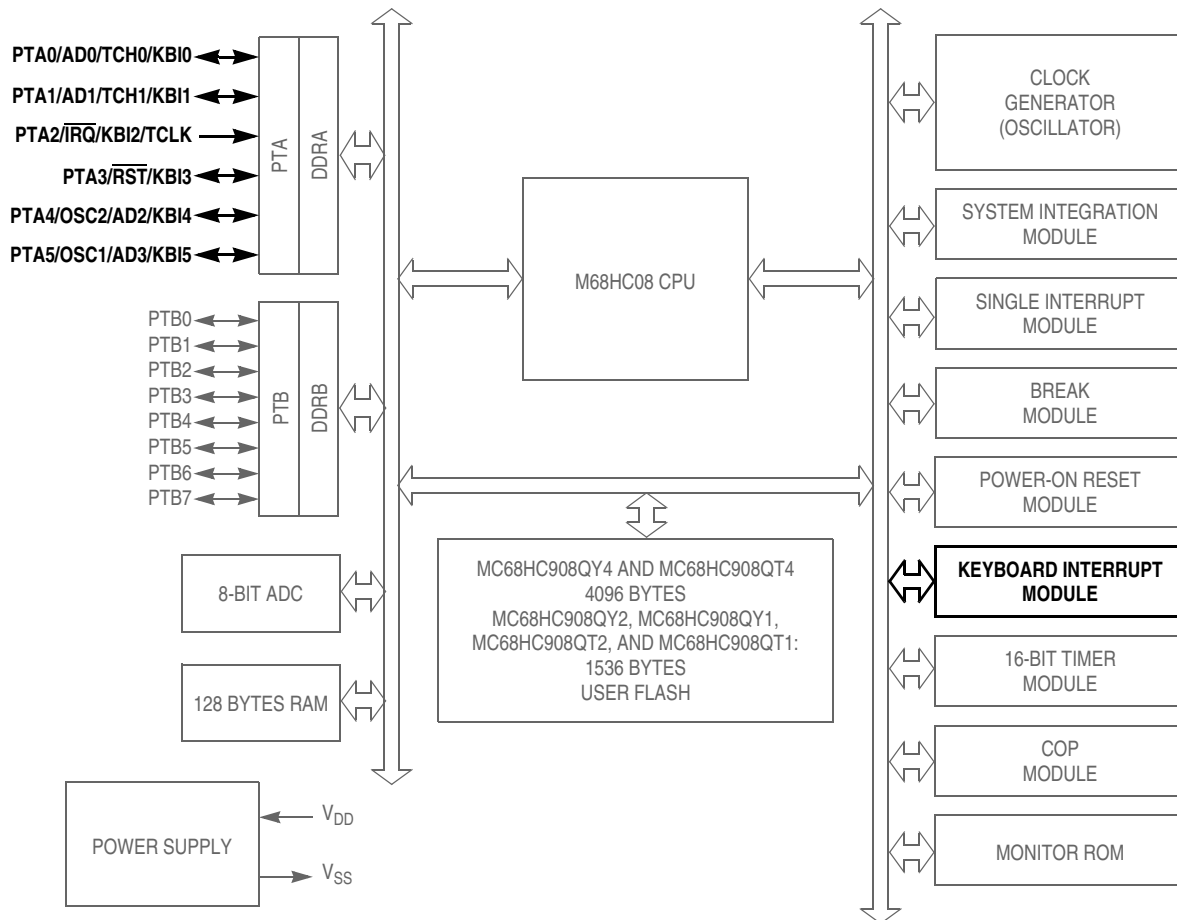 PTA0/AD0/TCH0/KBI0
PTA1/AD1/TCH1/KBI1
PTA2/I̅R̅Q̅/KBI2/TCLK
PTA3/R̅S̅T̅/KBI3
PTA4/OSC2/AD2/KBI4
PTA5/OSC1/AD3/KBI5
PTA
DDRA
PTB0
PTB1
PTB2
PTB3
PTB4
PTB5
PTB6
PTB7
PTB
DDRB
8-BIT ADC
128 BYTES RAM
POWER SUPPLY
VDD
VSS
M68HC08 CPU
MC68HC908QY4 AND MC68HC908QT4
4096 BYTES
MC68HC908QY2, MC68HC908QY1,
MC68HC908QT2, AND MC68HC908QT1:
1536 BYTES
USER FLASH
CLOCK
GENERATOR
(OSCILLATOR)
SYSTEM INTEGRATION
MODULE
SINGLE INTERRUPT
MODULE
BREAK
MODULE
POWER-ON RESET
MODULE
KEYBOARD INTERRUPT
MODULE
16-BIT TIMER
MODULE
COP
MODULE
MONITOR ROM